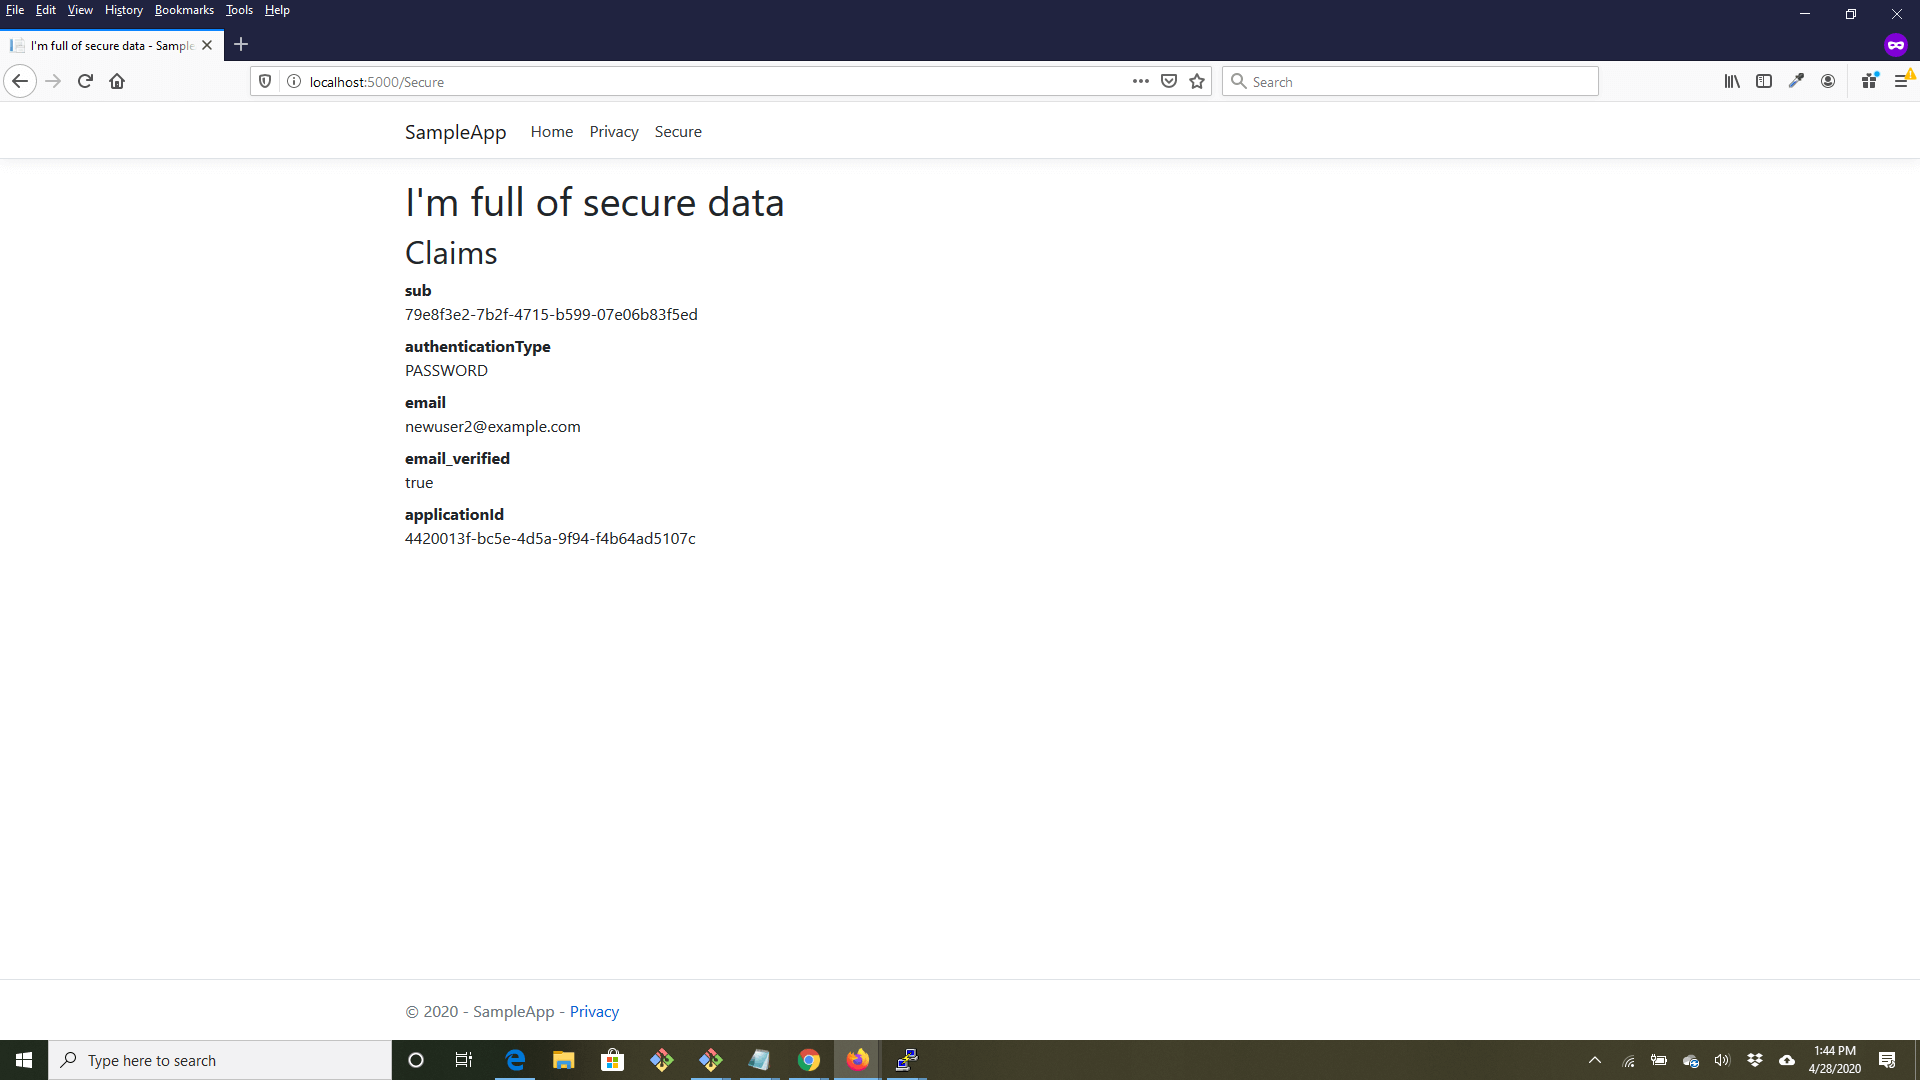 File Edit View History Bookmarks Tools Help
I'm full of secure data - Sample
localhost:5000/Secure
Search
SampleApp Home Privacy Secure
I'm full of secure data
Claims
sub
79e8f3e2-7b2f-4715-b599-07e06b83f5ed
authenticationType
PASSWORD
email
newuser2@example.com
email_verified
true
applicationId
4420013f-bc5e-4d5a-9f94-f4b64ad5107c
© 2020 - SampleApp - Privacy
Type here to search
1:44 PM
4/28/2020